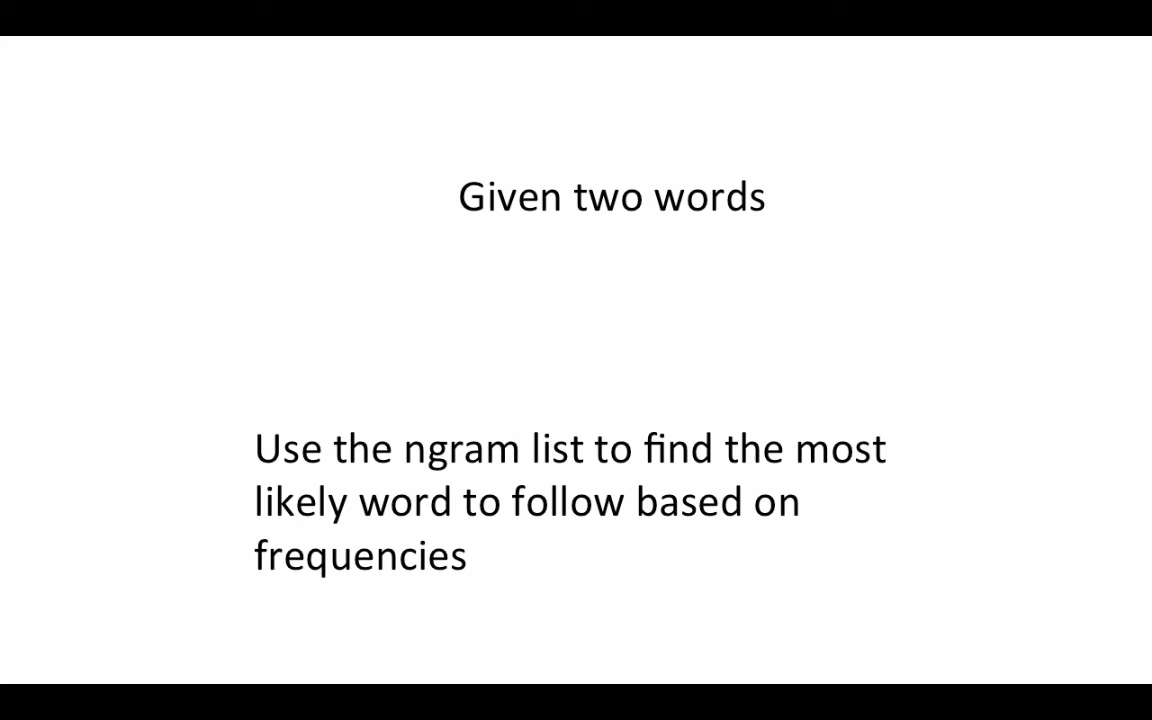 Given two words
Use the ngram list to find the most
likely word to follow based on
frequencies